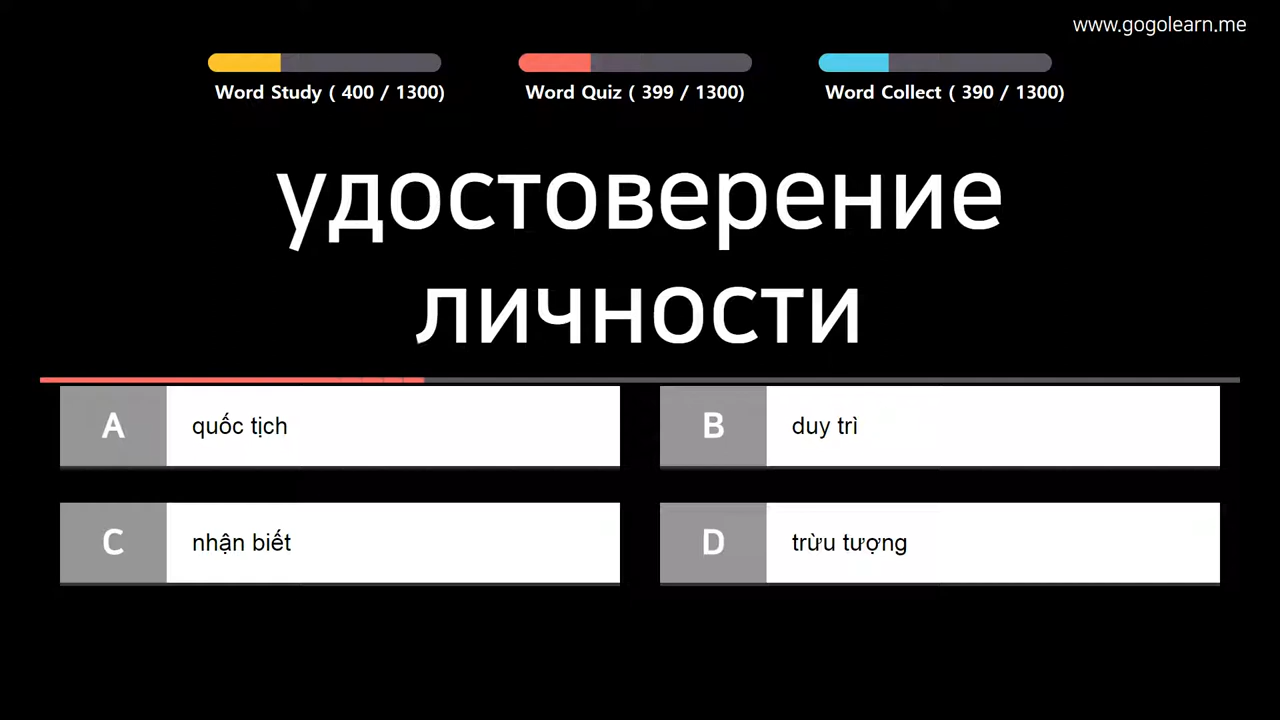 www.gogolearn.me
Word Study ( 400 / 1300)
Word Quiz ( 399 / 1300)
Word Collect ( 390 / 1300)
удостоверение
личности
A quốc tịch
B duy trì
C nhận biết
D trừu tượng